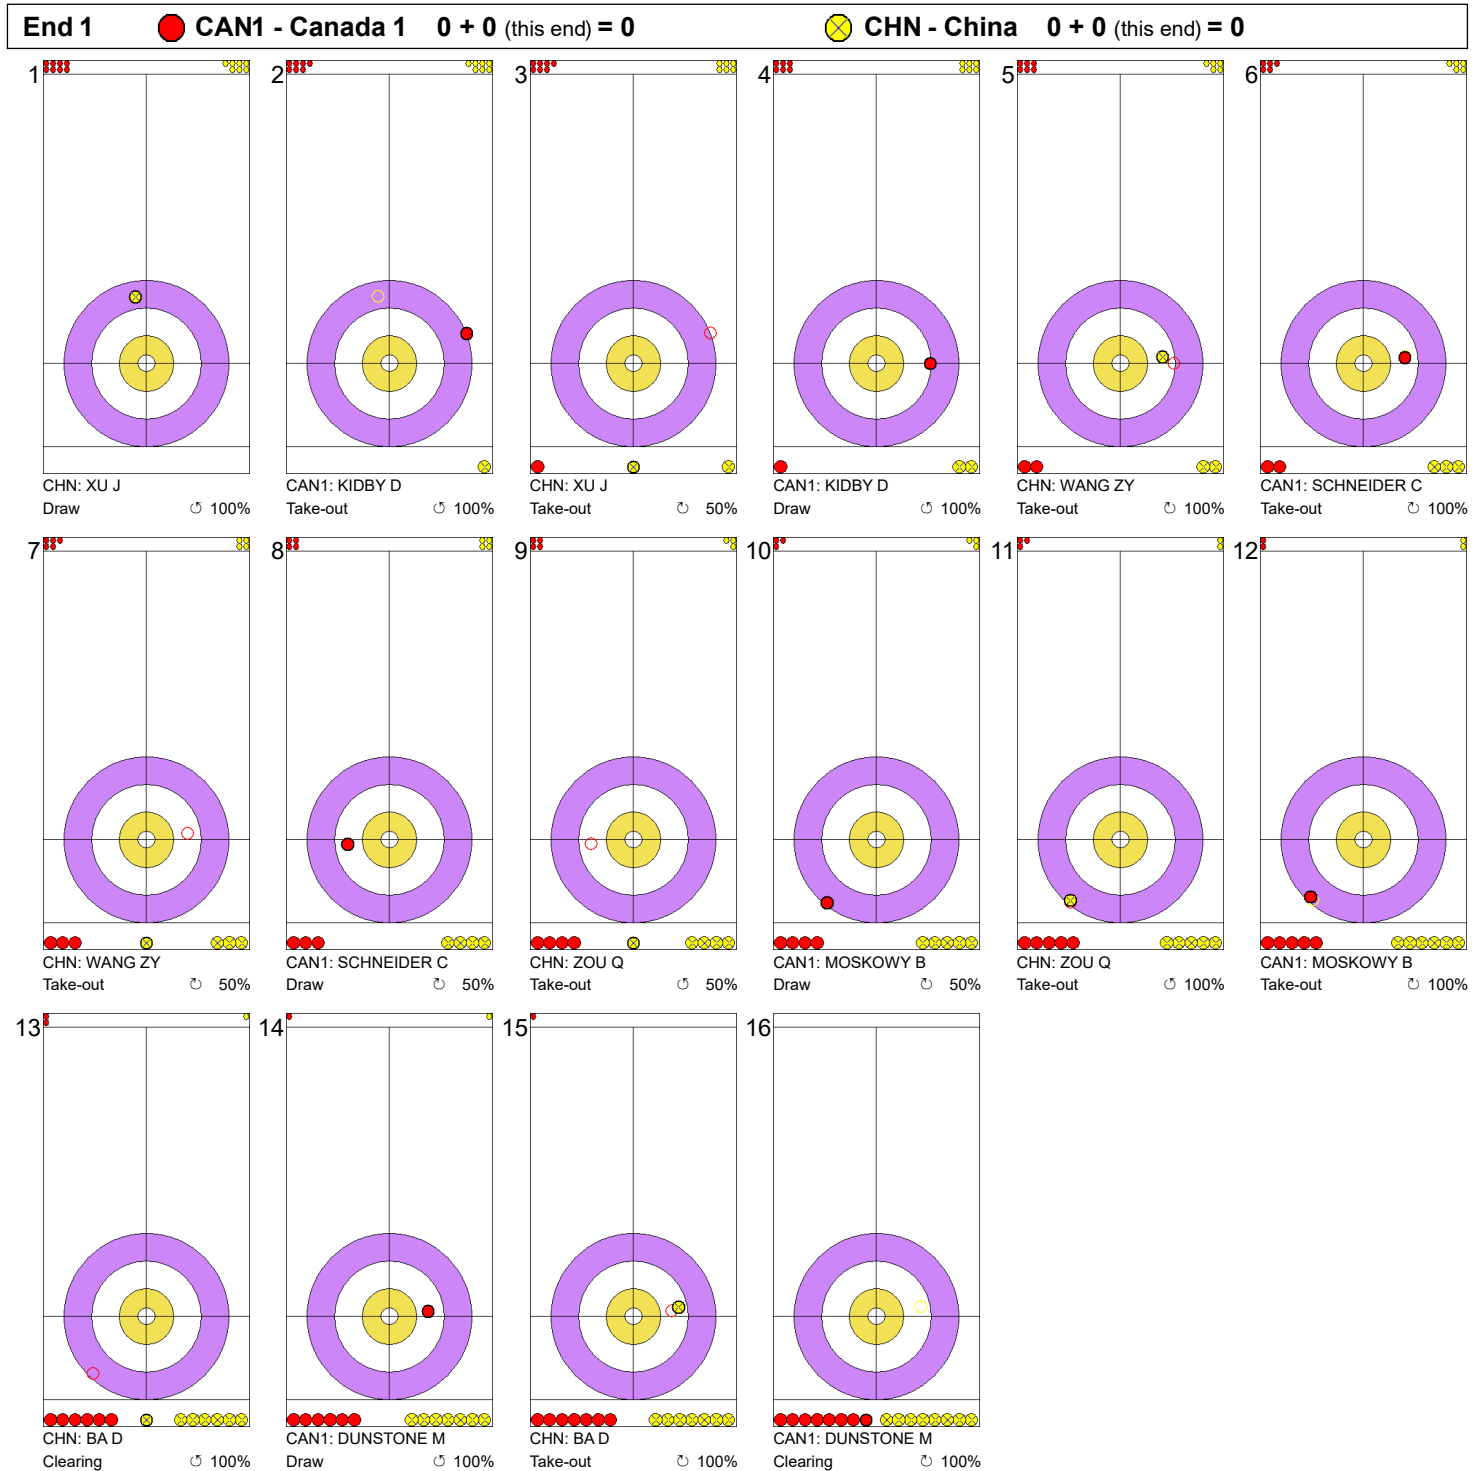 End 1 CAN1 - Canada 1 0 + 0 (this end) = 0 CHN - China 0 + 0 (this end) = 0
1 2 3 4 5 6
CHN: XU J CAN1: KIDBY D CHN: XU J CAN1: KIDBY D CHN: WANG ZY CAN1: SCHNEIDER C
Draw 100% Take-out 100% Take-out 50% Draw 100% Take-out 100% Take-out 100%
7 8 9 10 11 12
CHN: WANG ZY CAN1: SCHNEIDER C CHN: ZOU Q CAN1: MOSKOWY B CHN: ZOU Q CAN1: MOSKOWY B
Take-out 50% Draw 50% Take-out 50% Draw 50% Take-out 100% Take-out 100%
13 14 15 16
CHN: BA D CAN1: DUNSTONE M CHN: BA D CAN1: DUNSTONE M
Clearing 100% Draw 100% Take-out 100% Clearing 100%